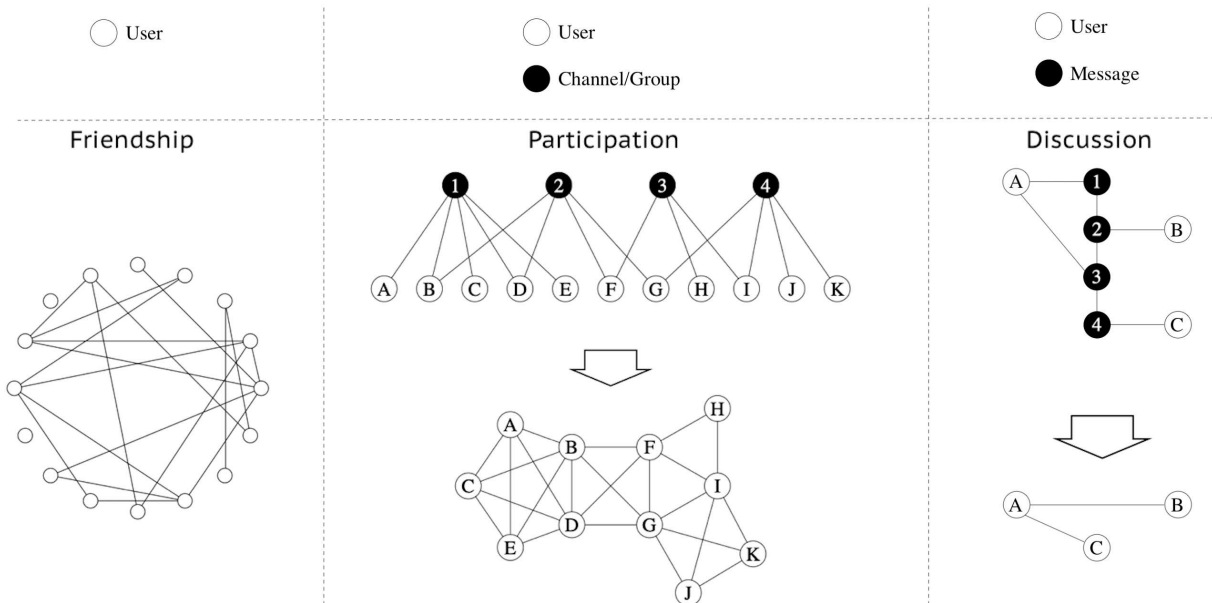 User
User
Channel/Group
User
Message
Friendship
Participation
Discussion
1 2 3 4
A B C D E F G H I J K
A
B
C
D
E
F
G
H
I
J
K
A 1
2 B
3
4 C
A B
C